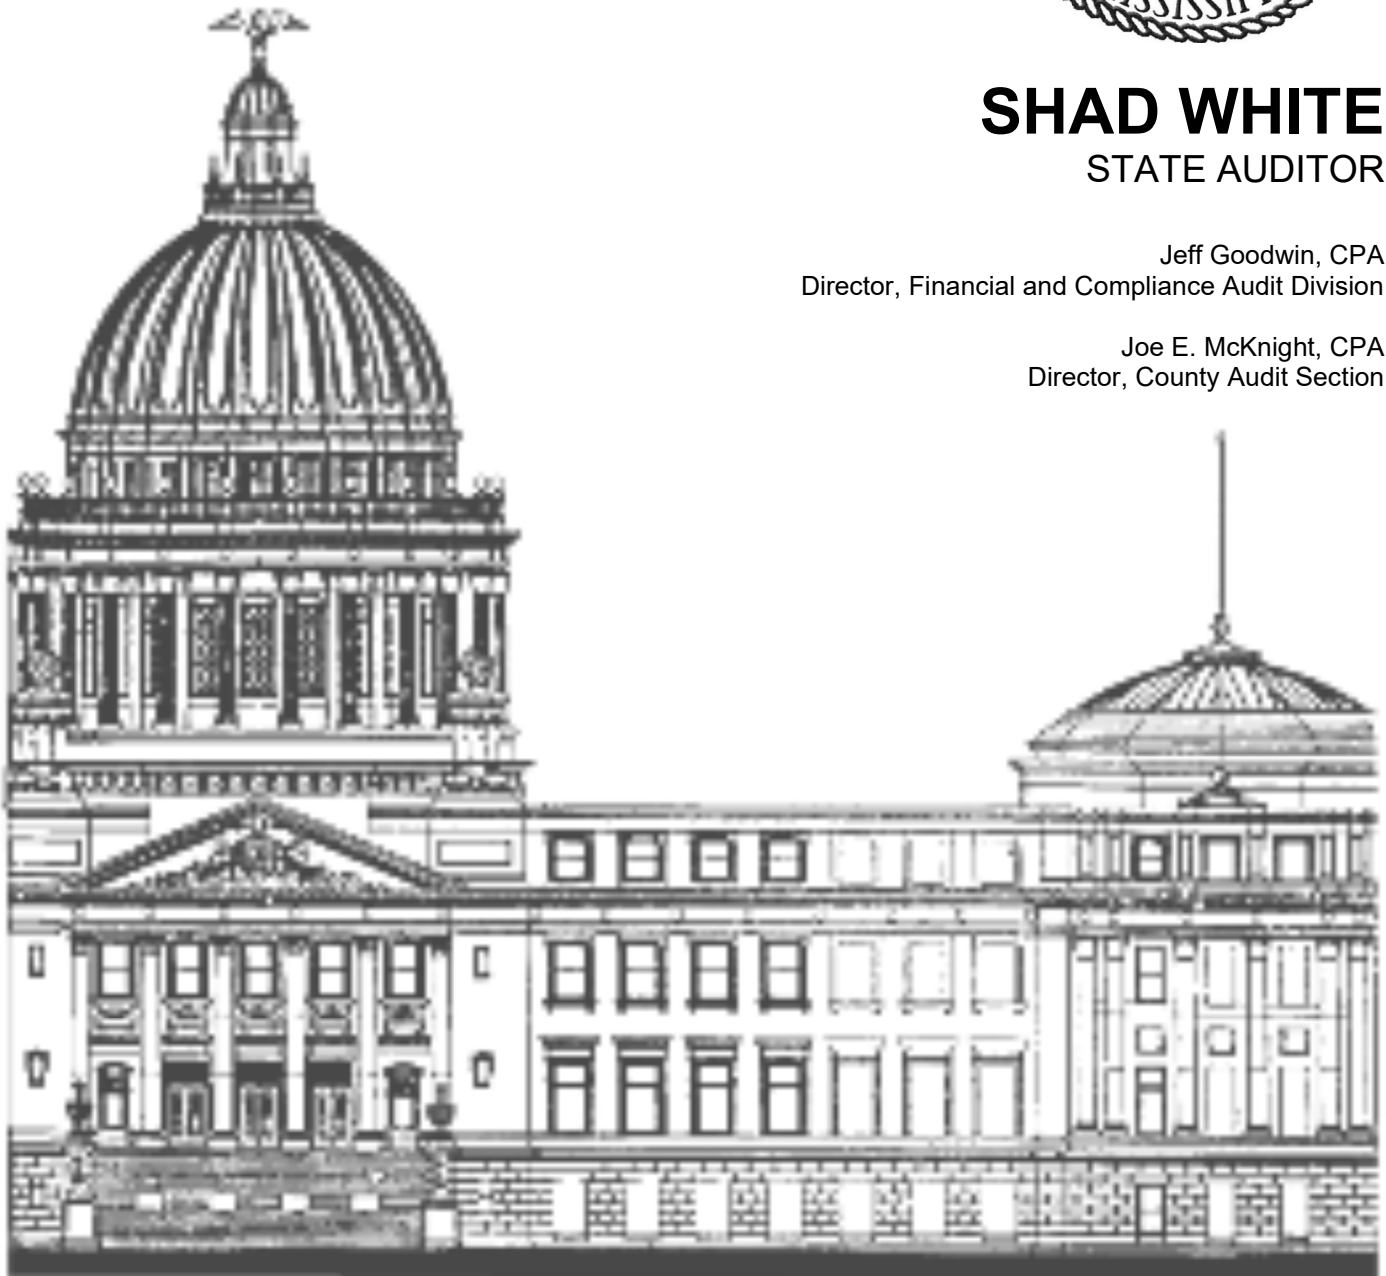 SHAD WHITE
STATE AUDITOR
Jeff Goodwin, CPA
Director, Financial and Compliance Audit Division
Joe E. McKnight, CPA
Director, County Audit Section